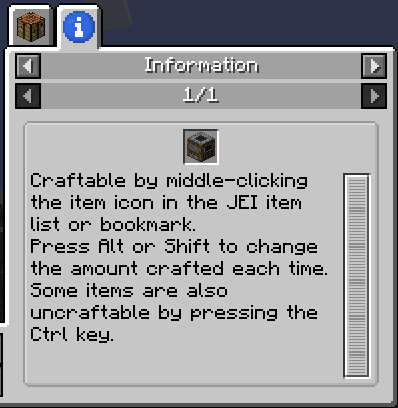 Information
1/1
Craftable by middle-clicking
the item icon in the JEI item
list or bookmark.
Press Alt or Shift to change
the amount crafted each time.
Some items are also
uncraftable by pressing the
Ctrl key.